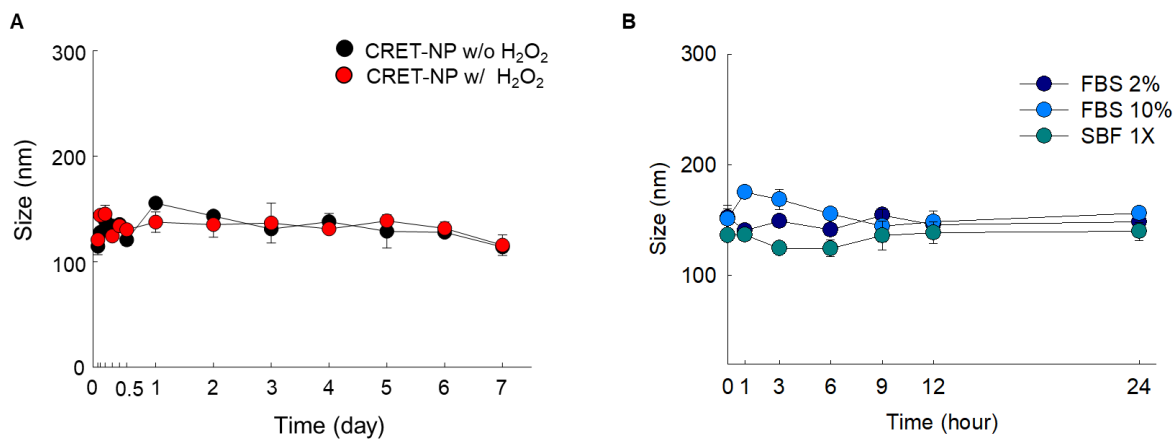 A
CRET-NP w/o H₂O₂
CRET-NP w/ H₂O₂
Size (nm)
300
200
100
0
0 0.5 1 2 3 4 5 6 7
Time (day)
B
FBS 2%
FBS 10%
SBF 1X
Size (nm)
300
200
100
0 1 3 6 9 12 24
Time (hour)